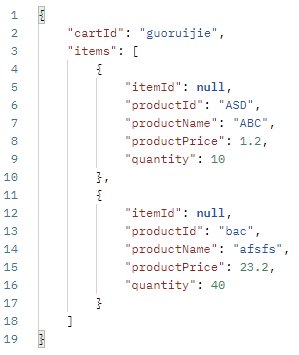 1 {
2     "cartId": "guoruijie",
3     "items": [
4         {
5             "itemId": null,
6             "productId": "ASD",
7             "productName": "ABC",
8             "productPrice": 1.2,
9             "quantity": 10
10         },
11         {
12             "itemId": null,
13             "productId": "bac",
14             "productName": "afsfs",
15             "productPrice": 23.2,
16             "quantity": 40
17         }
18     ]
19 }